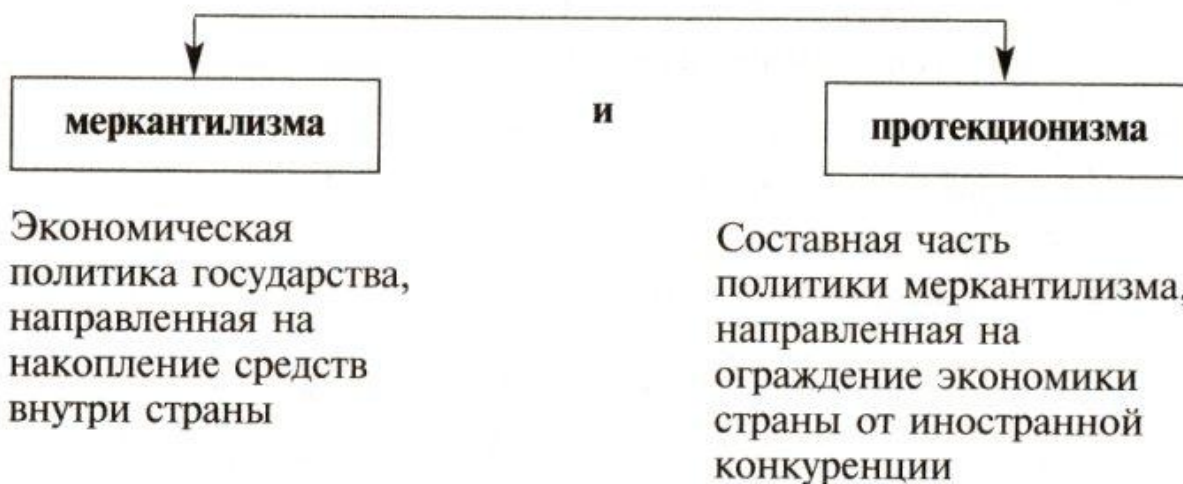 меркантилизма
и
протекционизма
Экономическая
политика государства,
направленная на
накопление средств
внутри страны
Составная часть
политики меркантилизма,
направленная на
ограждение экономики
страны от иностранной
конкуренции